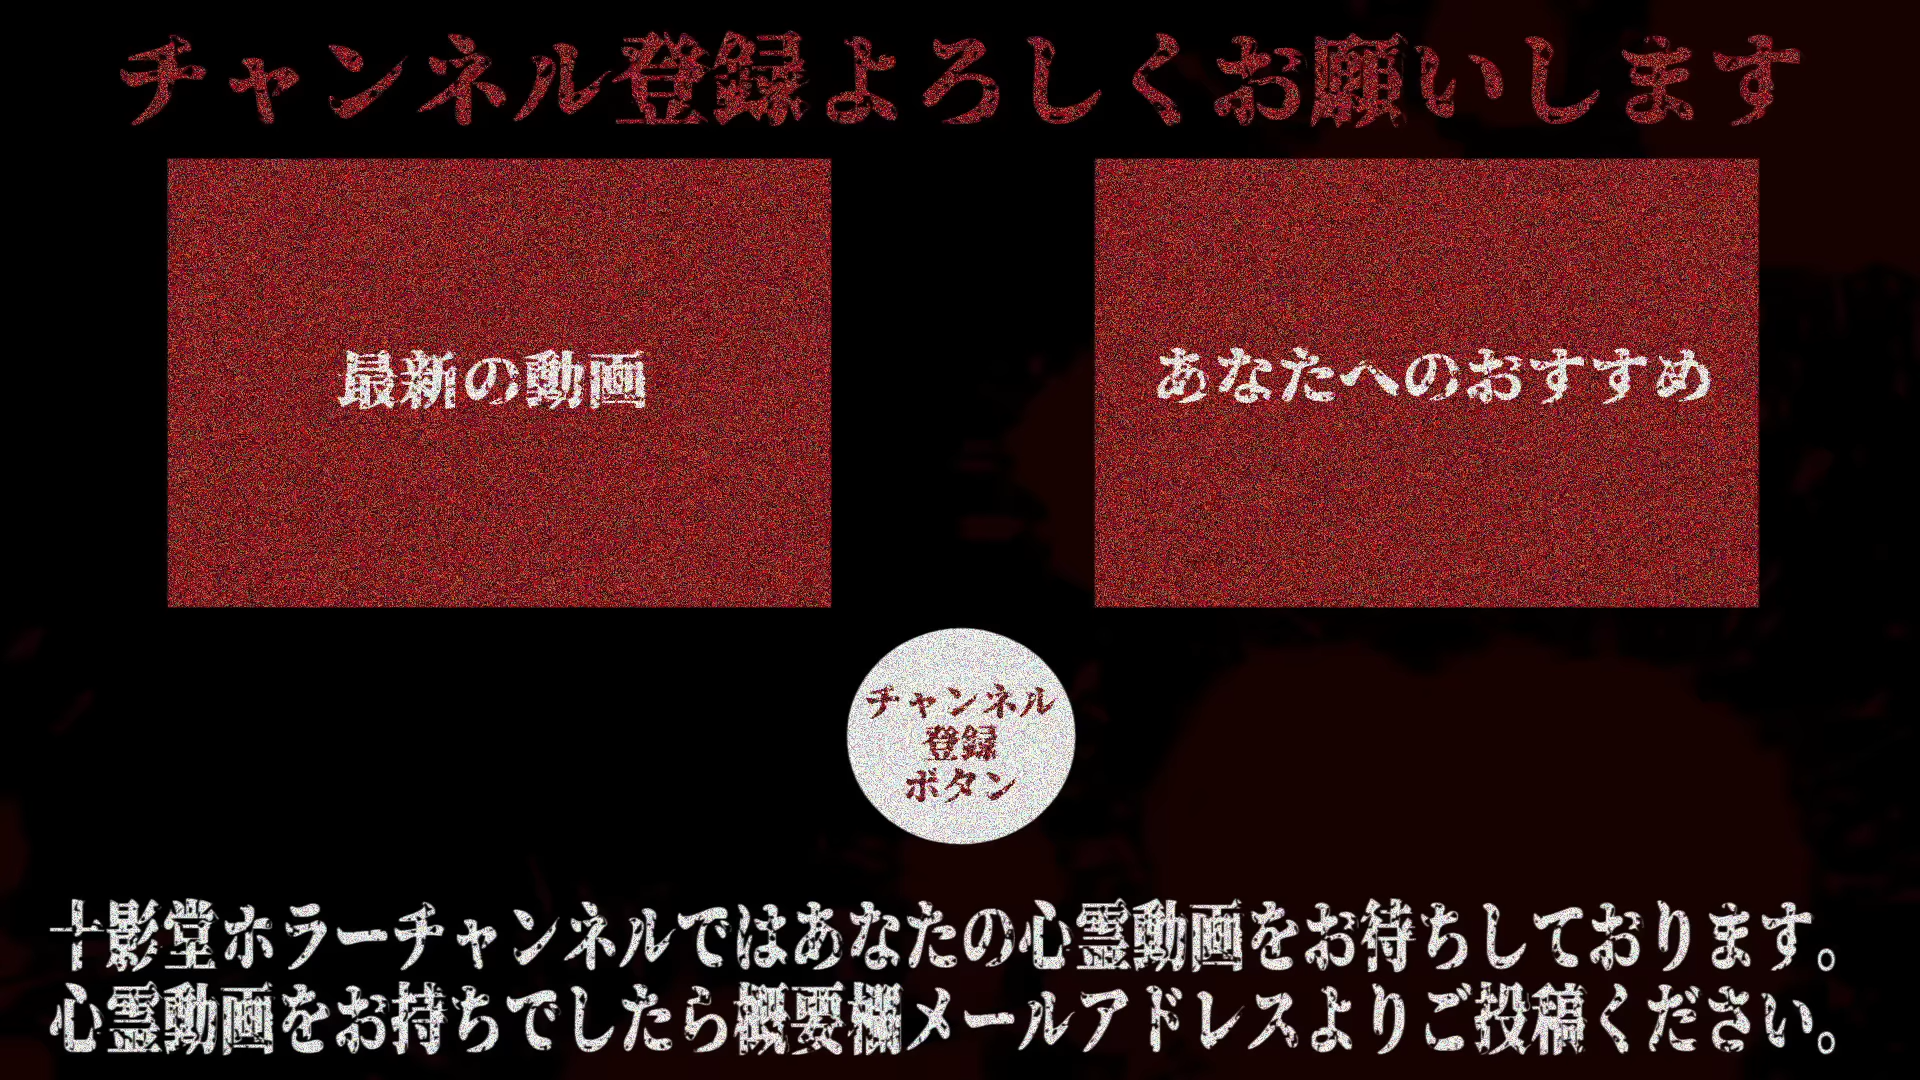 チャンネル登録よろしくお願いします
最新の動画
あなたへのおすすめ
チャンネル
登録
ボタン
十影堂ホラーチャンネルではあなたの心霊動画をお待ちしております。
心霊動画をお持ちでしたら概要欄メールアドレスよりご投稿ください。